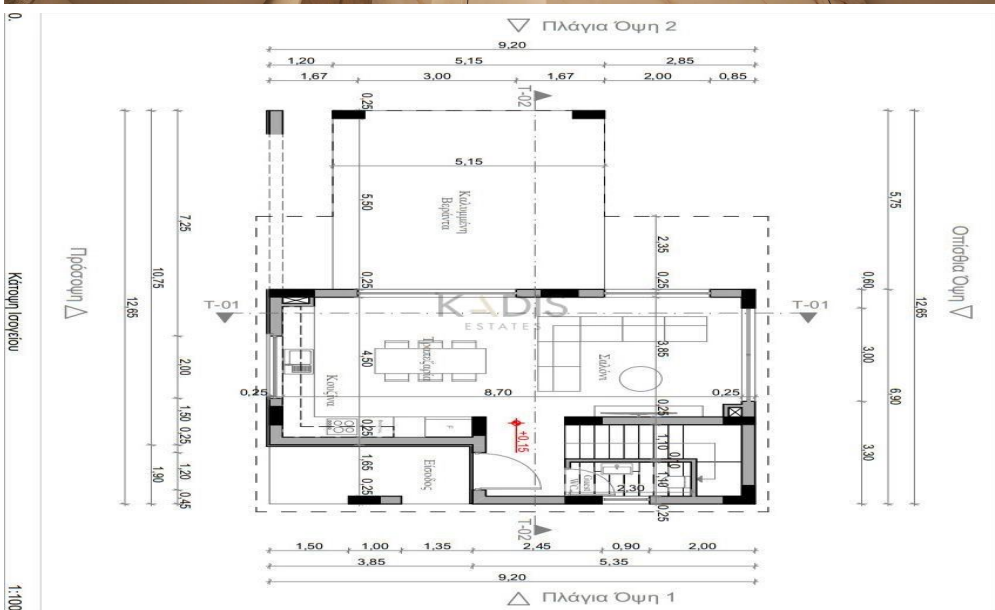 Πλάγια Όψη 2
9,20
1,20 5,15 2,85
1,67 3,00 1,67 2,00 0,85
T-02
0,25
5,15
5,50
Καλυμμένη
Βεράντα
2,35
0,25 0,25
12,65
10,75
7,25
2,00
1,50
0,25
1,20
0,45
1,90
Πρόσοψη
Κάτοψη Ισογείου
1:100
0.
5,75
0,60
3,00
3,30
6,90
12,65
Οπίσθια Όψη
T-01 T-01
KADIS
ESTATES
Τραπεζαρία
Σαλόνι
Κουζίνα
4,50
3,85
0,25 8,70 0,25
0,25 0,25
+0,15
1,10
0,10
1,10
Είσοδος
1,65
0,25
Guest
WC
2,30
0,25
T-02
1,50 1,00 1,35 2,45 0,90 2,00
3,85 5,35
9,20
Πλάγια Όψη 1